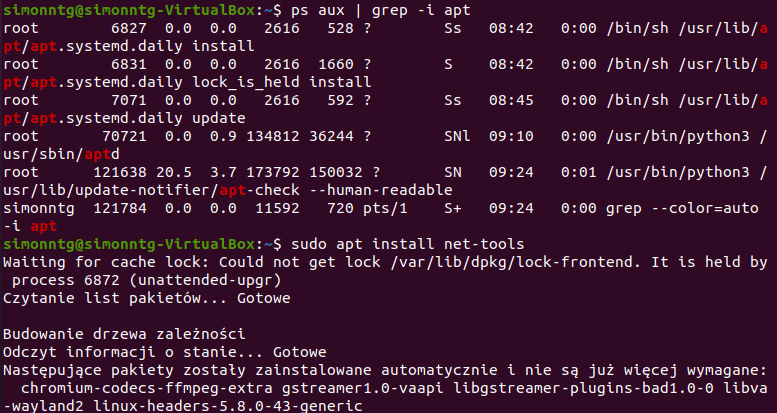 simonntg@simonntg-VirtualBox:~$ ps aux | grep -i apt
root        6827  0.0  0.0   2616   528 ?        Ss   08:42   0:00 /bin/sh /usr/lib/a
pt/apt.systemd.daily install
root        6831  0.0  0.0   2616  1660 ?        S    08:42   0:00 /bin/sh /usr/lib/a
pt/apt.systemd.daily lock_is_held install
root        7071  0.0  0.0   2616   592 ?        Ss   08:45   0:00 /bin/sh /usr/lib/a
pt/apt.systemd.daily update
root       70721  0.0  0.9 134812 36244 ?        SNl  09:10   0:00 /usr/bin/python3 /
usr/sbin/aptd
root      121638 20.5  3.7 173792 150032 ?       SN   09:24   0:01 /usr/bin/python3 /
usr/lib/update-notifier/apt-check --human-readable
simonntg  121784  0.0  0.0  11592   720 pts/1    S+   09:24   0:00 grep --color=auto
-i apt
simonntg@simonntg-VirtualBox:~$ sudo apt install net-tools
Waiting for cache lock: Could not get lock /var/lib/dpkg/lock-frontend. It is held by
 process 6872 (unattended-upgr)
Czytanie list pakietów... Gotowe
Budowanie drzewa zależności
Odczyt informacji o stanie... Gotowe
Następujące pakiety zostały zainstalowane automatycznie i nie są już więcej wymagane:
  chromium-codecs-ffmpeg-extra gstreamer1.0-vaapi libgstreamer-plugins-bad1.0-0 libva
-wayland2 linux-headers-5.8.0-43-generic